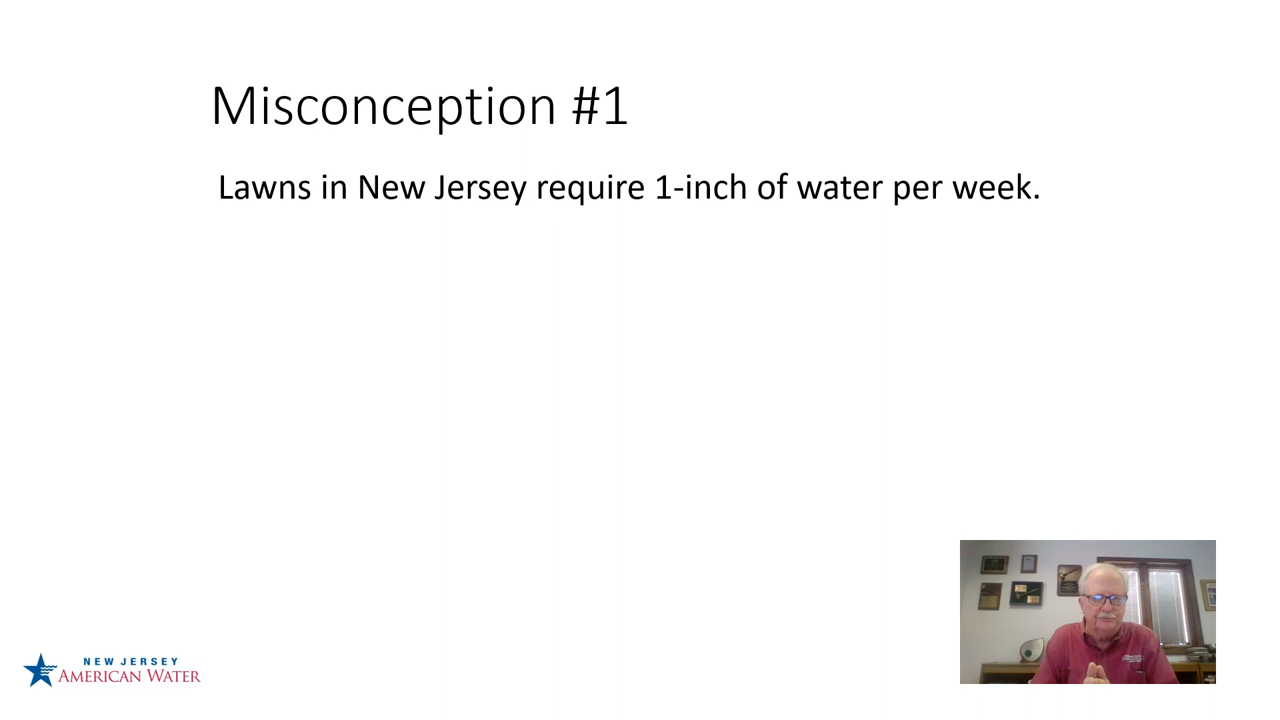 Misconception #1
Lawns in New Jersey require 1-inch of water per week.
NEW JERSEY
AMERICAN WATER